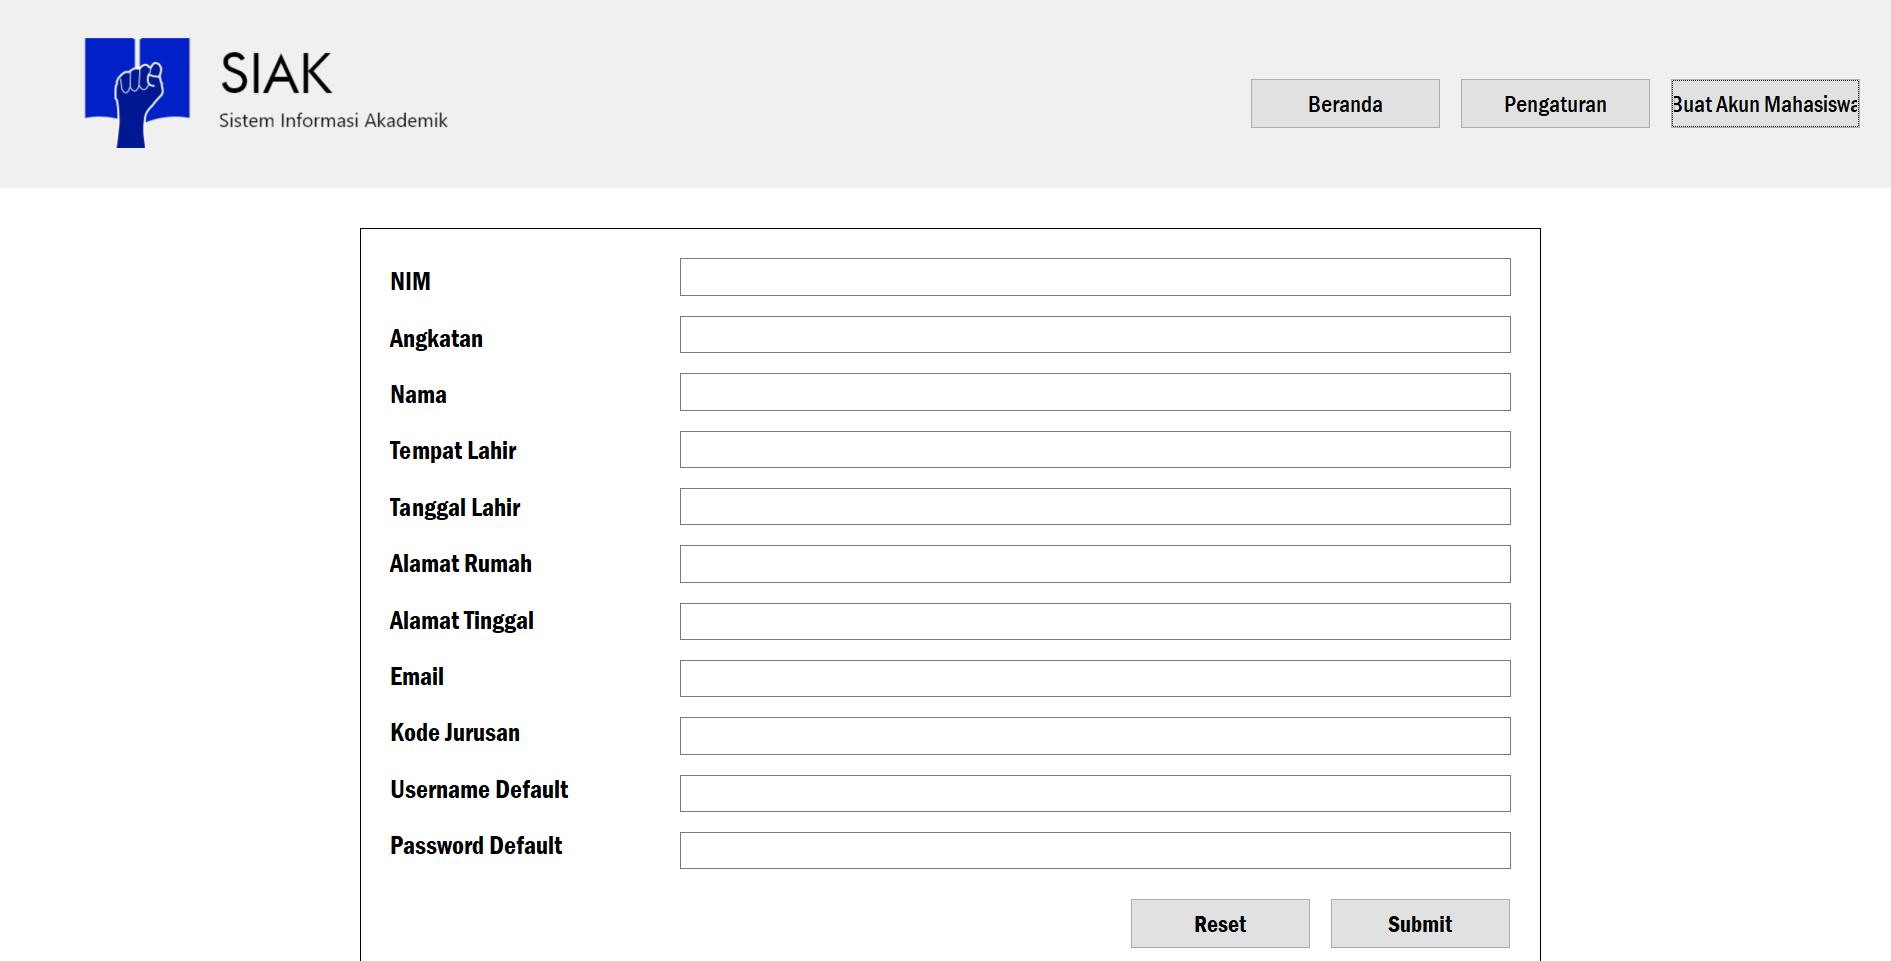 SIAK
Sistem Informasi Akademik
Beranda
Pengaturan
Buat Akun Mahasiswa
NIM
Angkatan
Nama
Tempat Lahir
Tanggal Lahir
Alamat Rumah
Alamat Tinggal
Email
Kode Jurusan
Username Default
Password Default
Reset
Submit